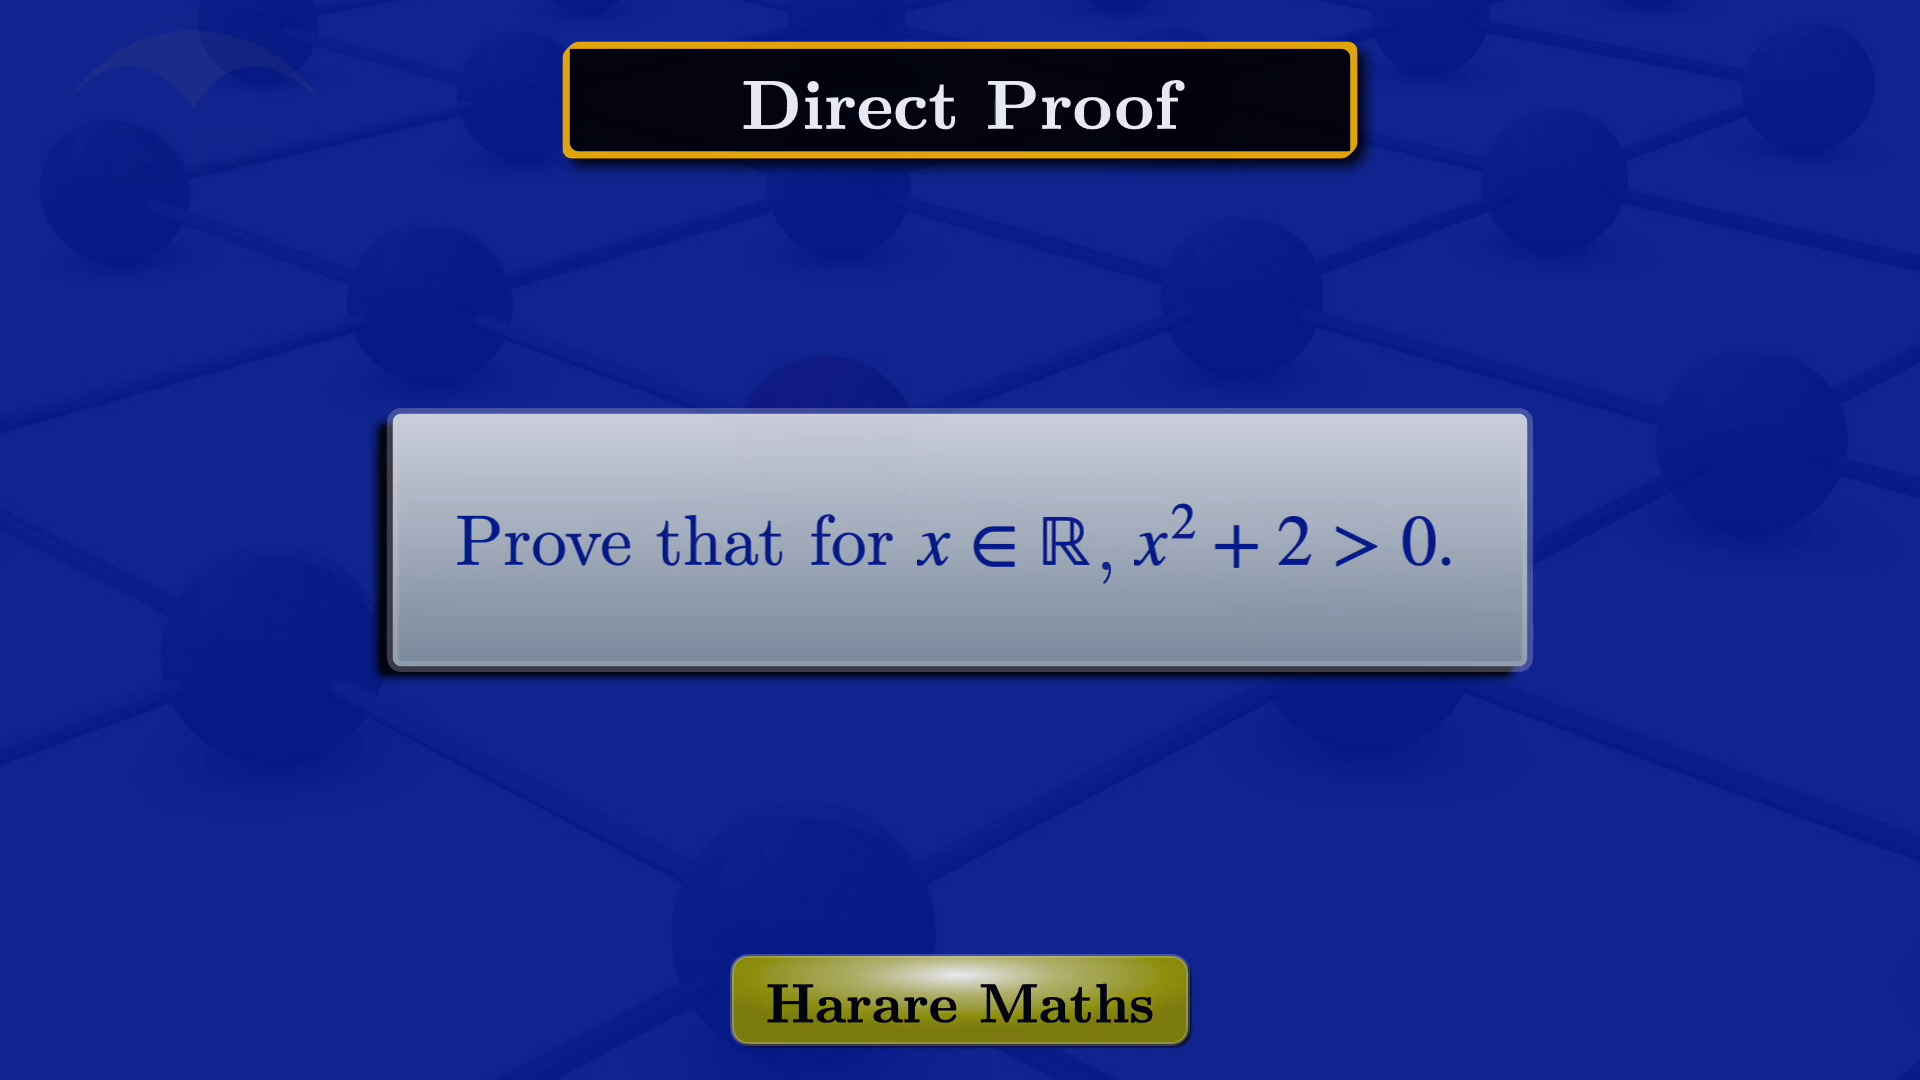 Direct Proof
Prove that for x ∈ ℝ, x² + 2 > 0.
Harare Maths